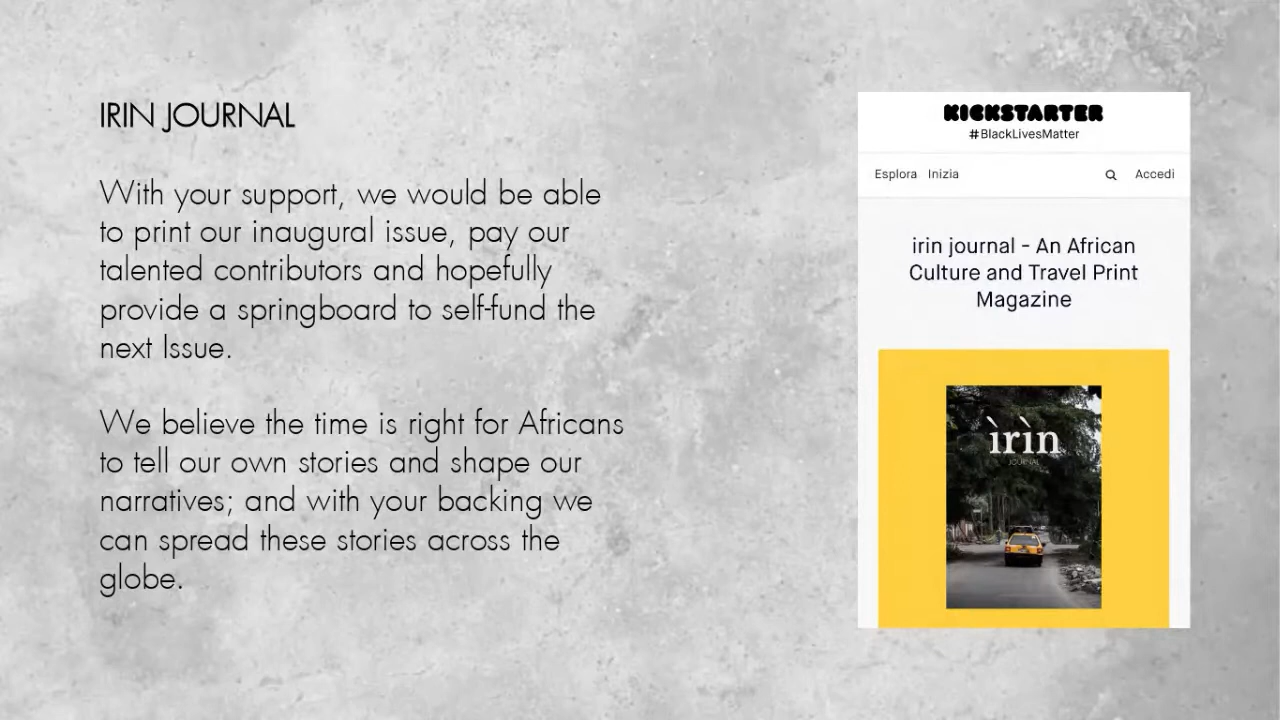 IRIN JOURNAL
With your support, we would be able
to print our inaugural issue, pay our
talented contributors and hopefully
provide a springboard to self-fund the
next Issue.
We believe the time is right for Africans
to tell our own stories and shape our
narratives; and with your backing we
can spread these stories across the
globe.
KICKSTARTER
#BlackLivesMatter
Esplora Inizia Accedi
irin journal - An African
Culture and Travel Print
Magazine
ìrìn
JOURNAL